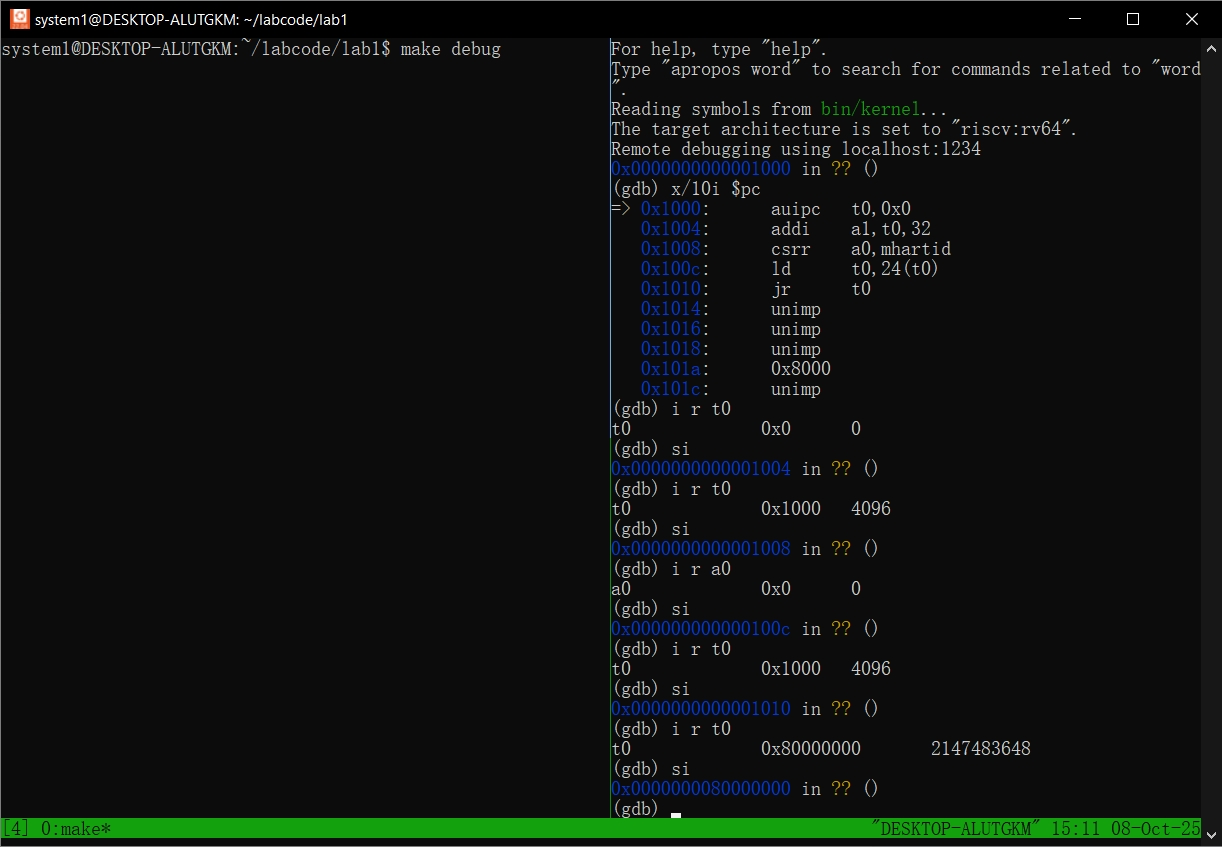 system1@DESKTOP-ALUTGKM: ~/labcode/lab1
system1@DESKTOP-ALUTGKM:~/labcode/lab1$ make debug
For help, type "help".
Type "apropos word" to search for commands related to "word
".
Reading symbols from bin/kernel...
The target architecture is set to "riscv:rv64".
Remote debugging using localhost:1234
0x0000000000001000 in ?? ()
(gdb) x/10i $pc
=> 0x1000:      auipc   t0,0x0
   0x1004:      addi    a1,t0,32
   0x1008:      csrr    a0,mhartid
   0x100c:      ld      t0,24(t0)
   0x1010:      jr      t0
   0x1014:      unimp
   0x1016:      unimp
   0x1018:      unimp
   0x101a:      0x8000
   0x101c:      unimp
(gdb) i r t0
t0             0x0      0
(gdb) si
0x0000000000001004 in ?? ()
(gdb) i r t0
t0             0x1000   4096
(gdb) si
0x0000000000001008 in ?? ()
(gdb) i r a0
a0             0x0      0
(gdb) si
0x000000000000100c in ?? ()
(gdb) i r t0
t0             0x1000   4096
(gdb) si
0x0000000000001010 in ?? ()
(gdb) i r t0
t0             0x80000000       2147483648
(gdb) si
0x0000000080000000 in ?? ()
(gdb)
[4] 0:make* "DESKTOP-ALUTGKM" 15:11 08-Oct-25